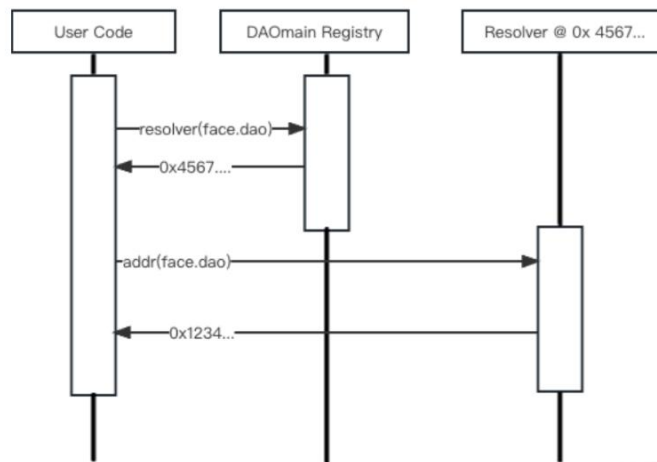 User Code
DAOmain Registry
Resolver @ 0x 4567...
resolver(face.dao)
0x4567....
addr(face.dao)
0x1234...